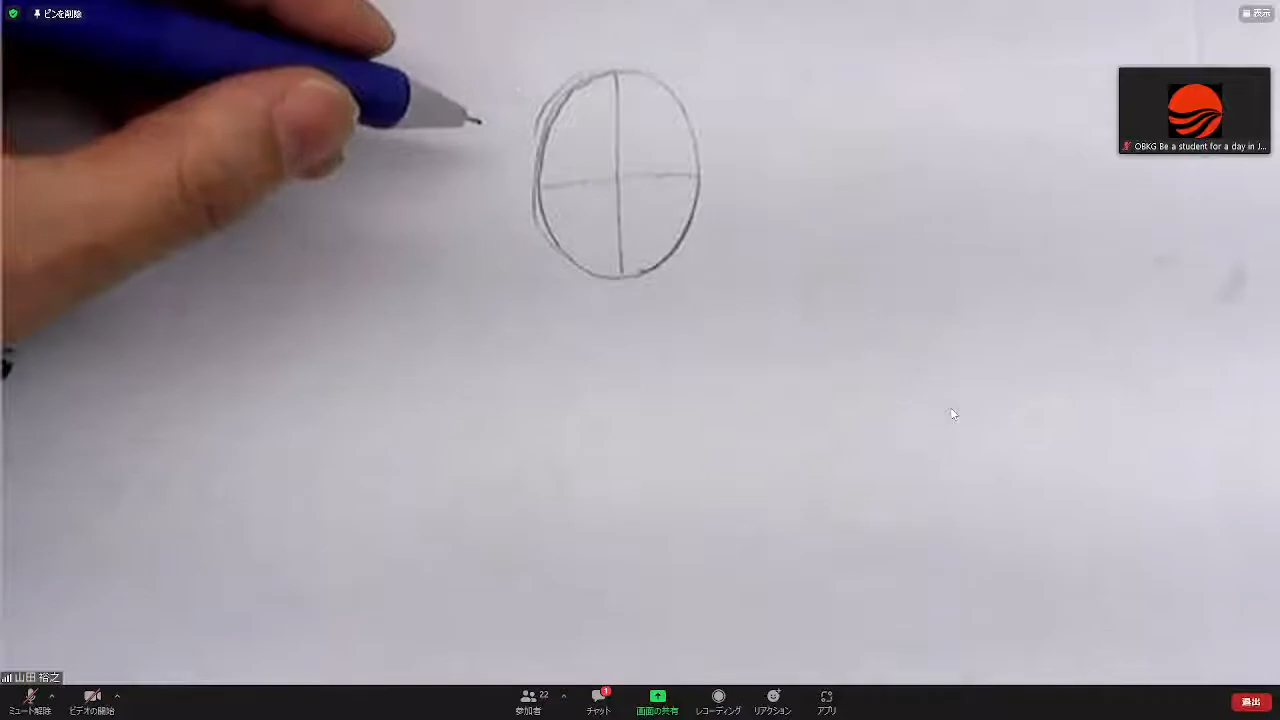 ピンを削除
表示
OBKG Be a student for a day in J...
山田 裕之
ミュート解除
ビデオの開始
22
参加者
1
チャット
画面の共有
レコーディング
リアクション
アプリ
退出